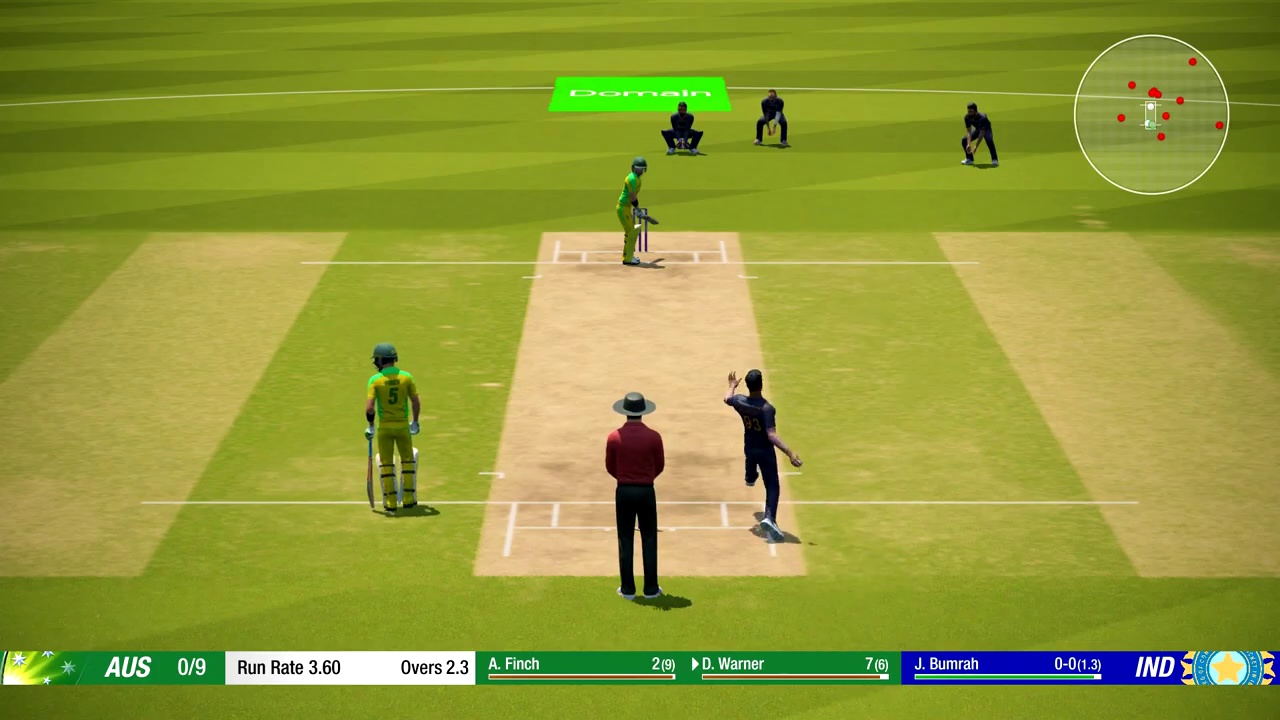 Domain
5
93
AUS 0/9
Run Rate 3.60 Overs 2.3
A. Finch 2(9)
D. Warner 7(6)
J. Bumrah 0-0(1.3)
IND